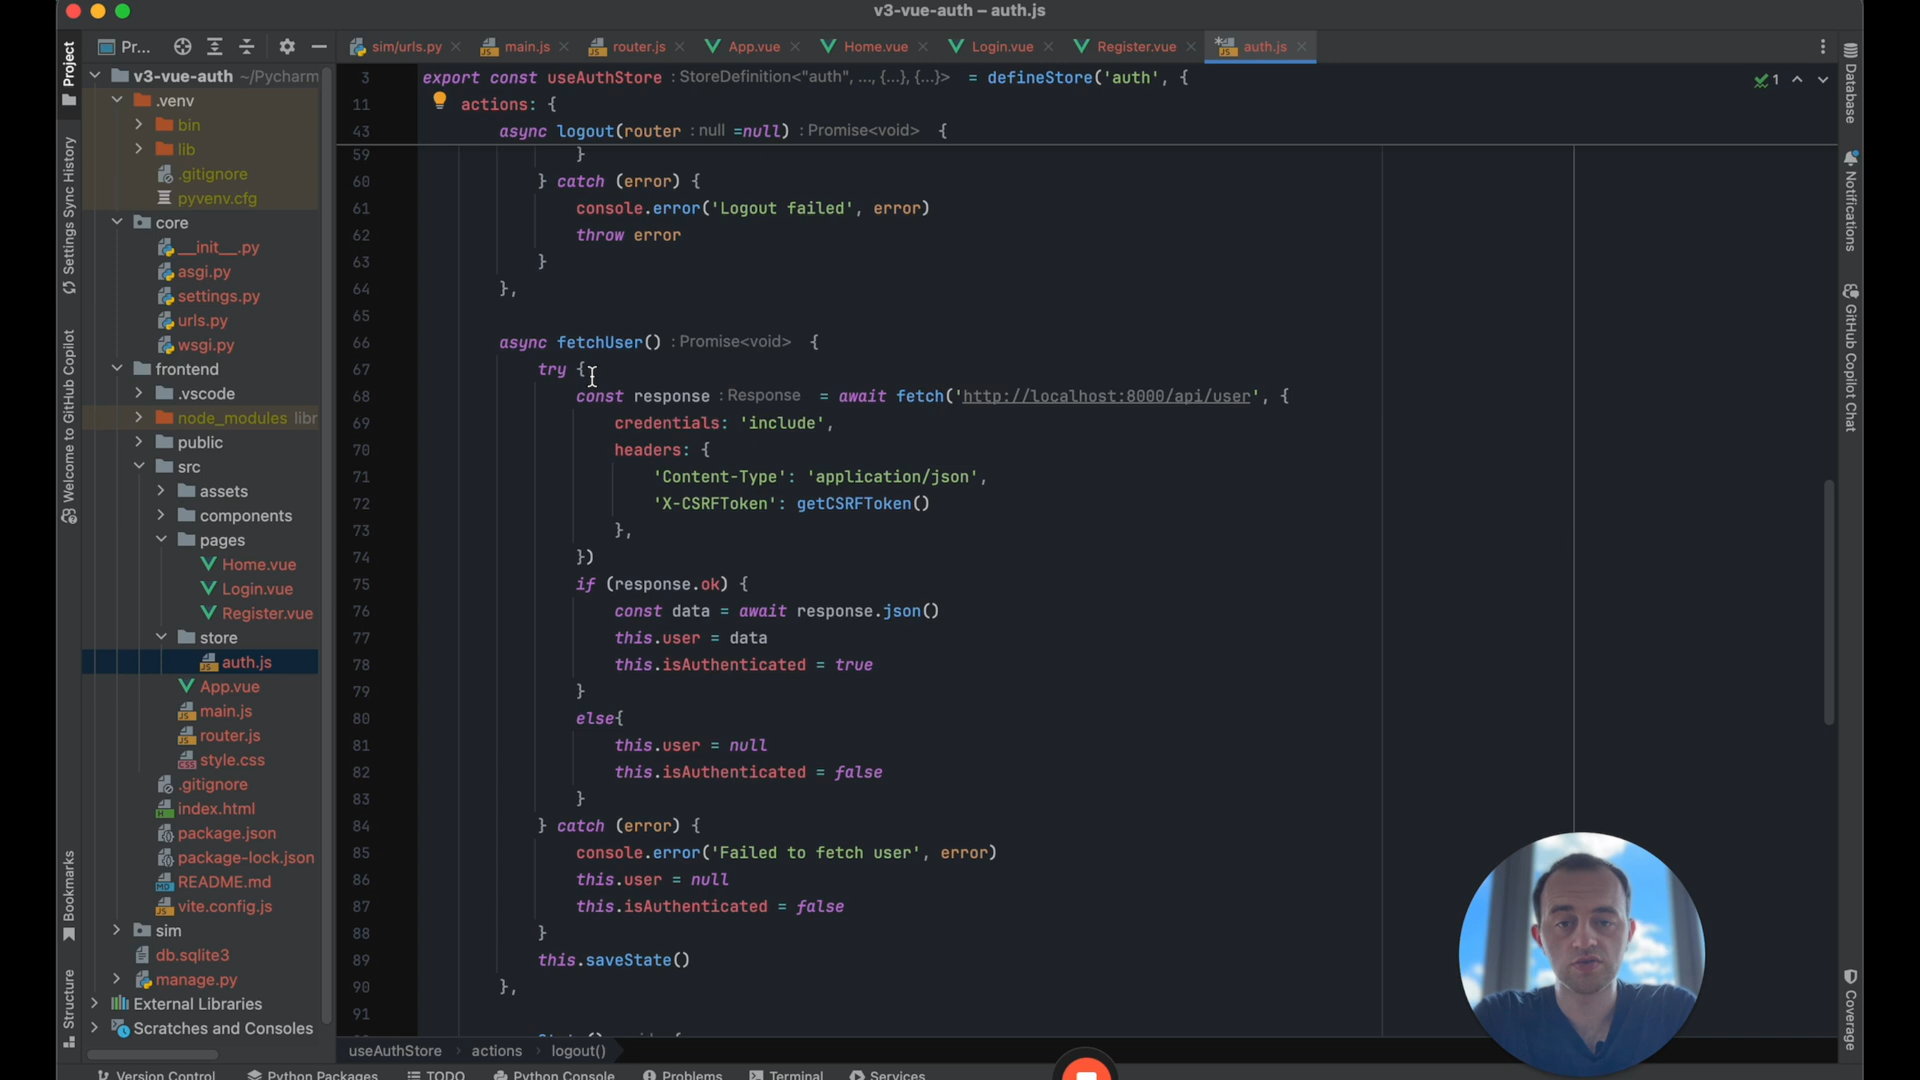 v3-vue-auth – auth.js
Project
Settings Sync History
Welcome to GitHub Copilot
Bookmarks
Structure
Pr...
v3-vue-auth ~/Pycharm
.venv
bin
lib
.gitignore
pyvenv.cfg
core
__init__.py
asgi.py
settings.py
urls.py
wsgi.py
frontend
.vscode
node_modules libr
public
src
assets
components
pages
Home.vue
Login.vue
Register.vue
store
auth.js
App.vue
main.js
router.js
style.css
.gitignore
index.html
package.json
package-lock.json
README.md
vite.config.js
sim
db.sqlite3
manage.py
External Libraries
Scratches and Consoles
sim/urls.py main.js router.js App.vue Home.vue Login.vue Register.vue auth.js
1
3 export const useAuthStore : StoreDefinition<"auth", ..., {...}, {...}> = defineStore('auth', {
11 actions: {
43 async logout(router : null =null) : Promise<void> {
59 }
60 } catch (error) {
61 console.error('Logout failed', error)
62 throw error
63 }
64 },
65
66 async fetchUser() : Promise<void> {
67 try {
68 const response : Response = await fetch('http://localhost:8000/api/user', {
69 credentials: 'include',
70 headers: {
71 'Content-Type': 'application/json',
72 'X-CSRFToken': getCSRFToken()
73 },
74 })
75 if (response.ok) {
76 const data = await response.json()
77 this.user = data
78 this.isAuthenticated = true
79 }
80 else{
81 this.user = null
82 this.isAuthenticated = false
83 }
84 } catch (error) {
85 console.error('Failed to fetch user', error)
86 this.user = null
87 this.isAuthenticated = false
88 }
89 this.saveState()
90 },
91
useAuthStore actions logout()
Version Control Python Packages TODO Python Console Problems Terminal Services
Database
Notifications
GitHub Copilot Chat
Coverage